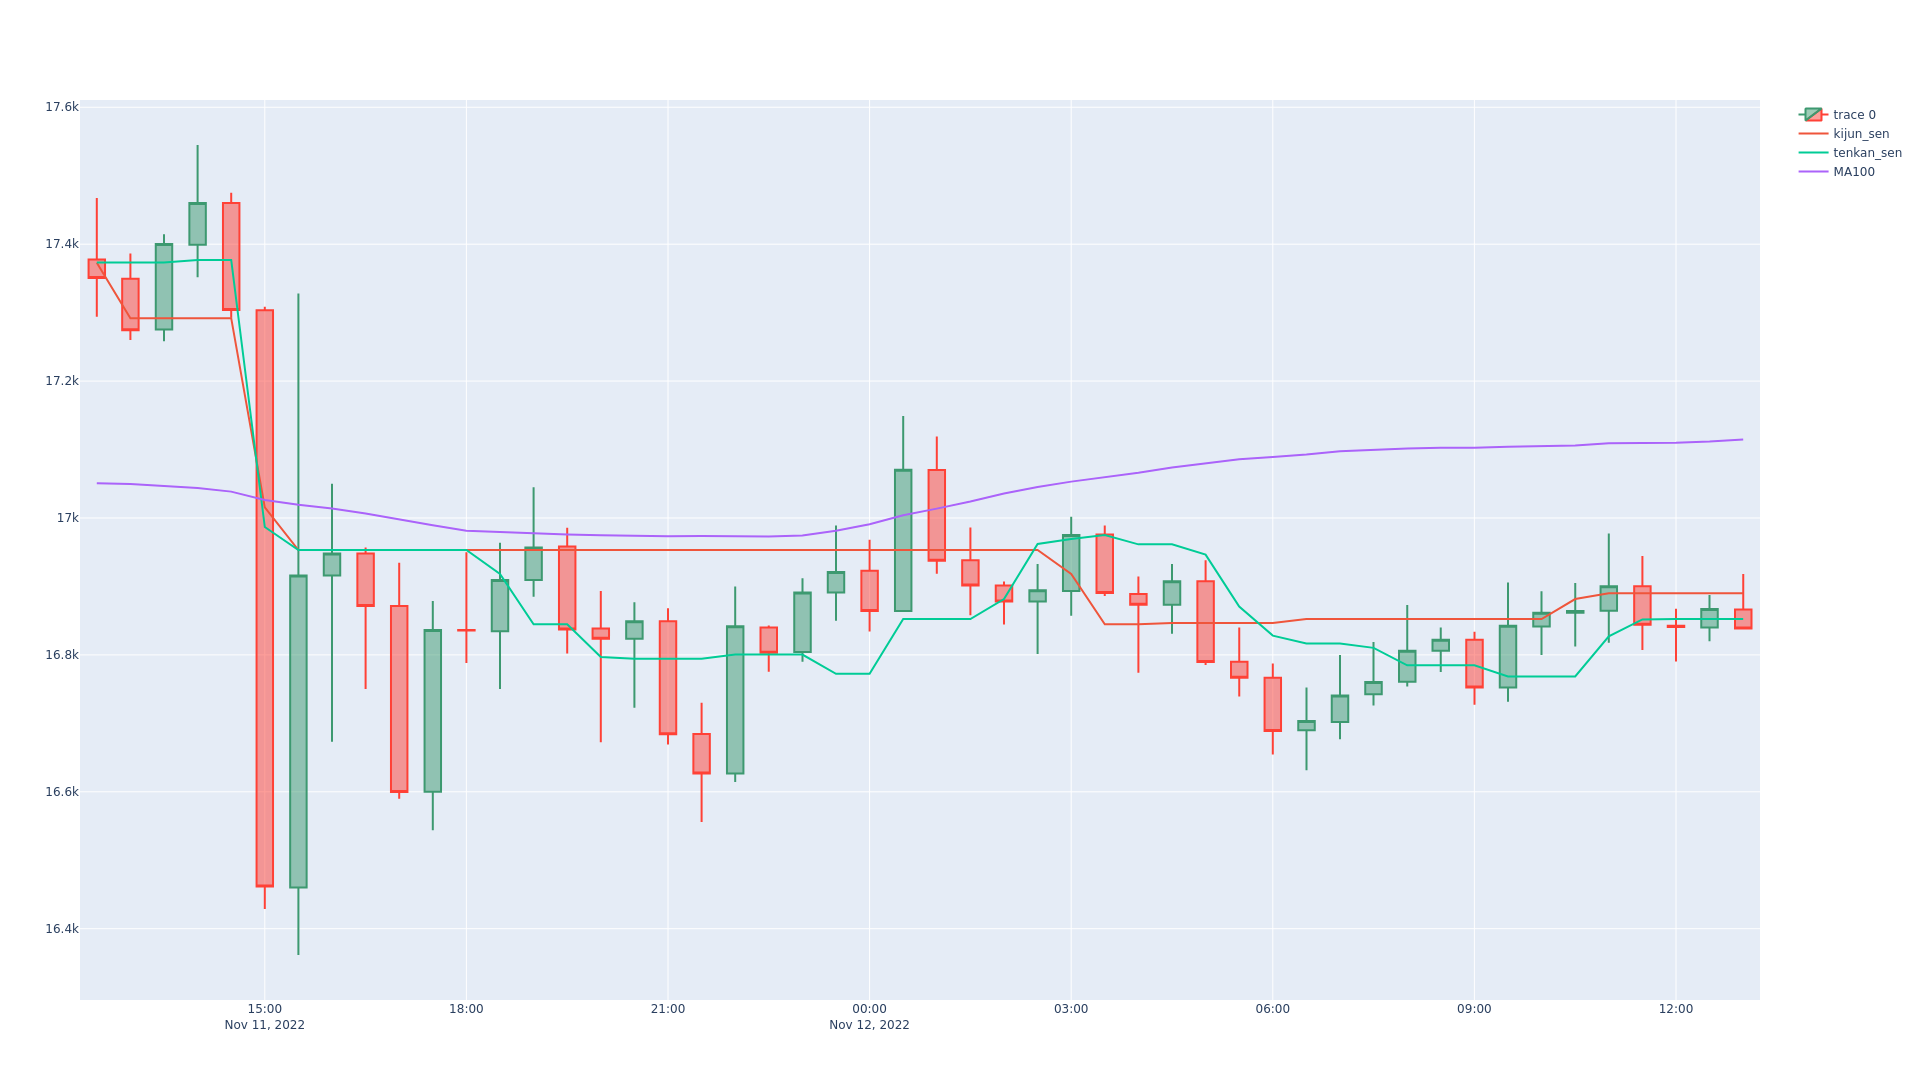 17.6k
17.4k
17.2k
17k
16.8k
16.6k
16.4k
15:00
Nov 11, 2022
18:00
21:00
00:00
Nov 12, 2022
03:00
06:00
09:00
12:00
trace 0
kijun_sen
tenkan_sen
MA100